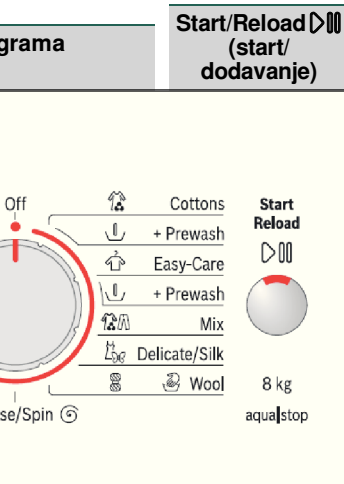 grama
Start/Reload
(start/
dodavanje)
Off
Cottons
+ Prewash
Easy-Care
+ Prewash
Mix
Delicate/Silk
Wool
se/Spin
Start
Reload
8 kg
aqua stop